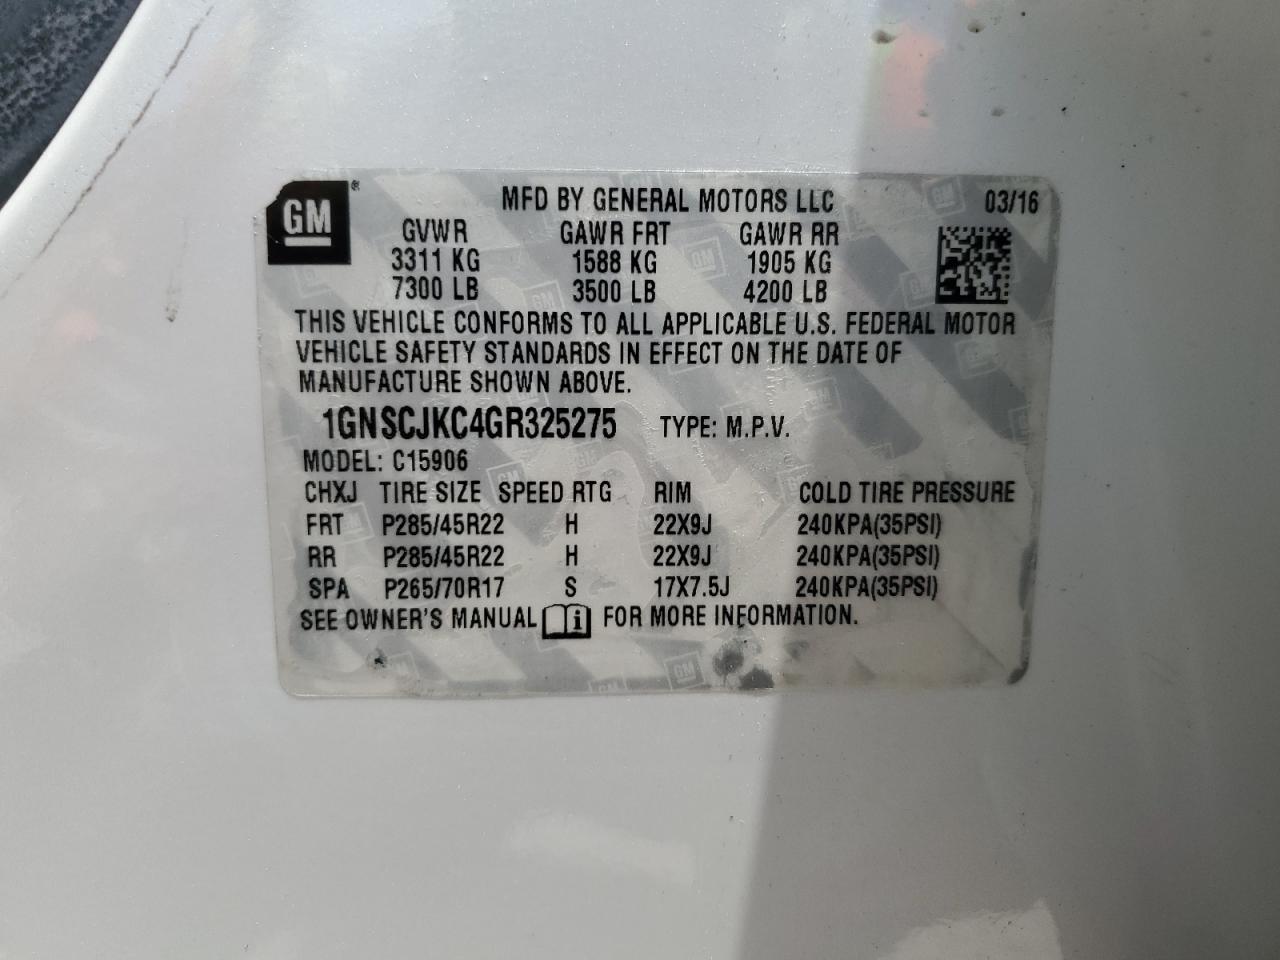 GM ®
MFD BY GENERAL MOTORS LLC 03/16
GVWR GAWR FRT GAWR RR
3311 KG 1588 KG 1905 KG
7300 LB 3500 LB 4200 LB
THIS VEHICLE CONFORMS TO ALL APPLICABLE U.S. FEDERAL MOTOR
VEHICLE SAFETY STANDARDS IN EFFECT ON THE DATE OF
MANUFACTURE SHOWN ABOVE.
1GNSCJKC4GR325275 TYPE: M.P.V.
MODEL: C15906
CHXJ TIRE SIZE SPEED RTG RIM COLD TIRE PRESSURE
FRT P285/45R22 H 22X9J 240KPA(35PSI)
RR P285/45R22 H 22X9J 240KPA(35PSI)
SPA P265/70R17 S 17X7.5J 240KPA(35PSI)
SEE OWNER'S MANUAL i FOR MORE INFORMATION.